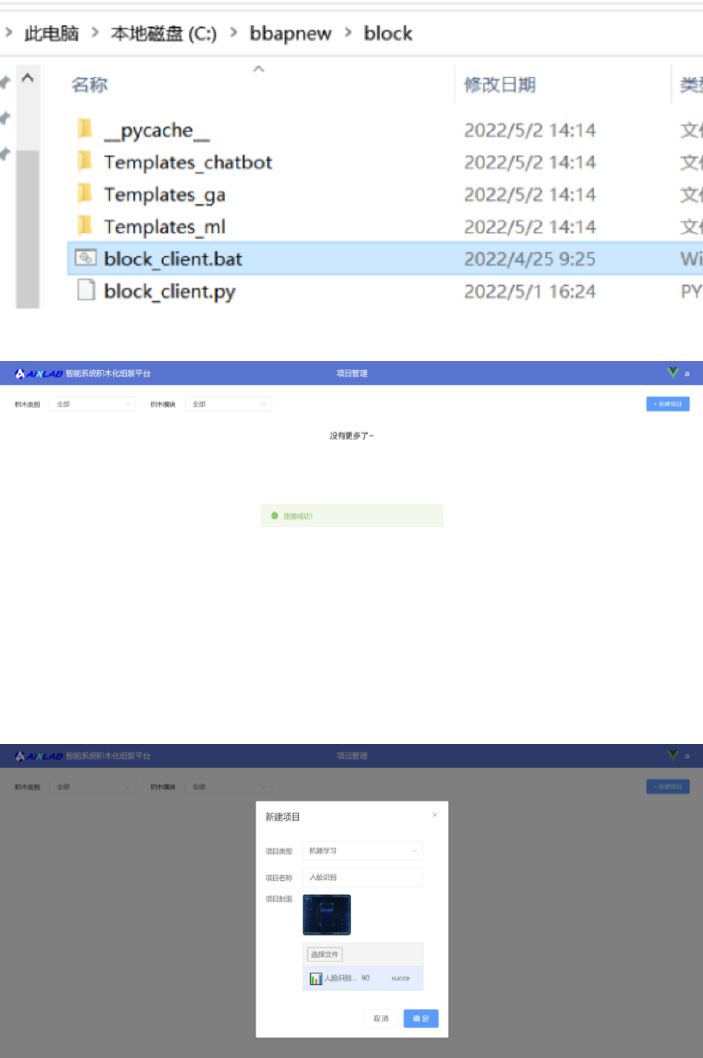 此电脑 > 本地磁盘 (C:) > bbapnew > block
名称 修改日期 类型
__pycache__ 2022/5/2 14:14 文件
Templates_chatbot 2022/5/2 14:14 文件
Templates_ga 2022/5/2 14:14 文件
Templates_ml 2022/5/2 14:14 文件
block_client.bat 2022/4/25 9:25 Wi
block_client.py 2022/5/1 16:24 PY
AIXLAB 智能系统积木化组装平台 项目管理 a
积木类别 全部 积木模块 全部 + 新建项目
没有更多了~
连接成功!
AIXLAB 智能系统积木化组装平台 项目管理 a
积木类别 全部 积木模块 全部 + 新建项目
新建项目 ×
项目类型 机器学习
项目名称 人脸识别
项目封面
选择文件
人脸识别... 90 succe
取消 确定